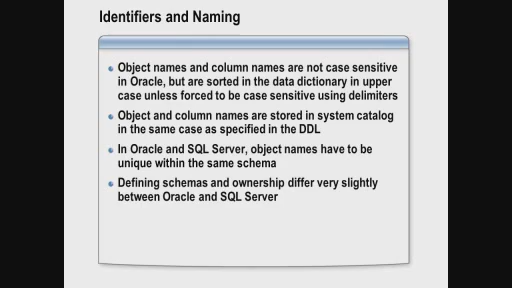 Identifiers and Naming
Object names and column names are not case sensitive
in Oracle, but are sorted in the data dictionary in upper
case unless forced to be case sensitive using delimiters
Object and column names are stored in system catalog
in the same case as specified in the DDL
In Oracle and SQL Server, object names have to be
unique within the same schema
Defining schemas and ownership differ very slightly
between Oracle and SQL Server